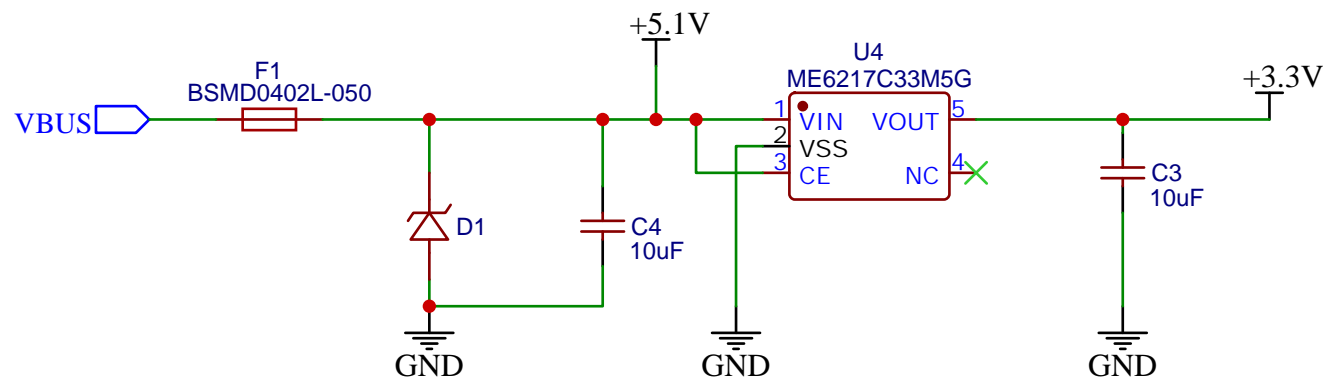 +5.1V
U4
ME6217C33M5G
F1
BSMD0402L-050
+3.3V
VBUS
1 VIN VOUT 5
2 VSS
3 CE NC 4
D1
C4
10uF
C3
10uF
GND GND GND